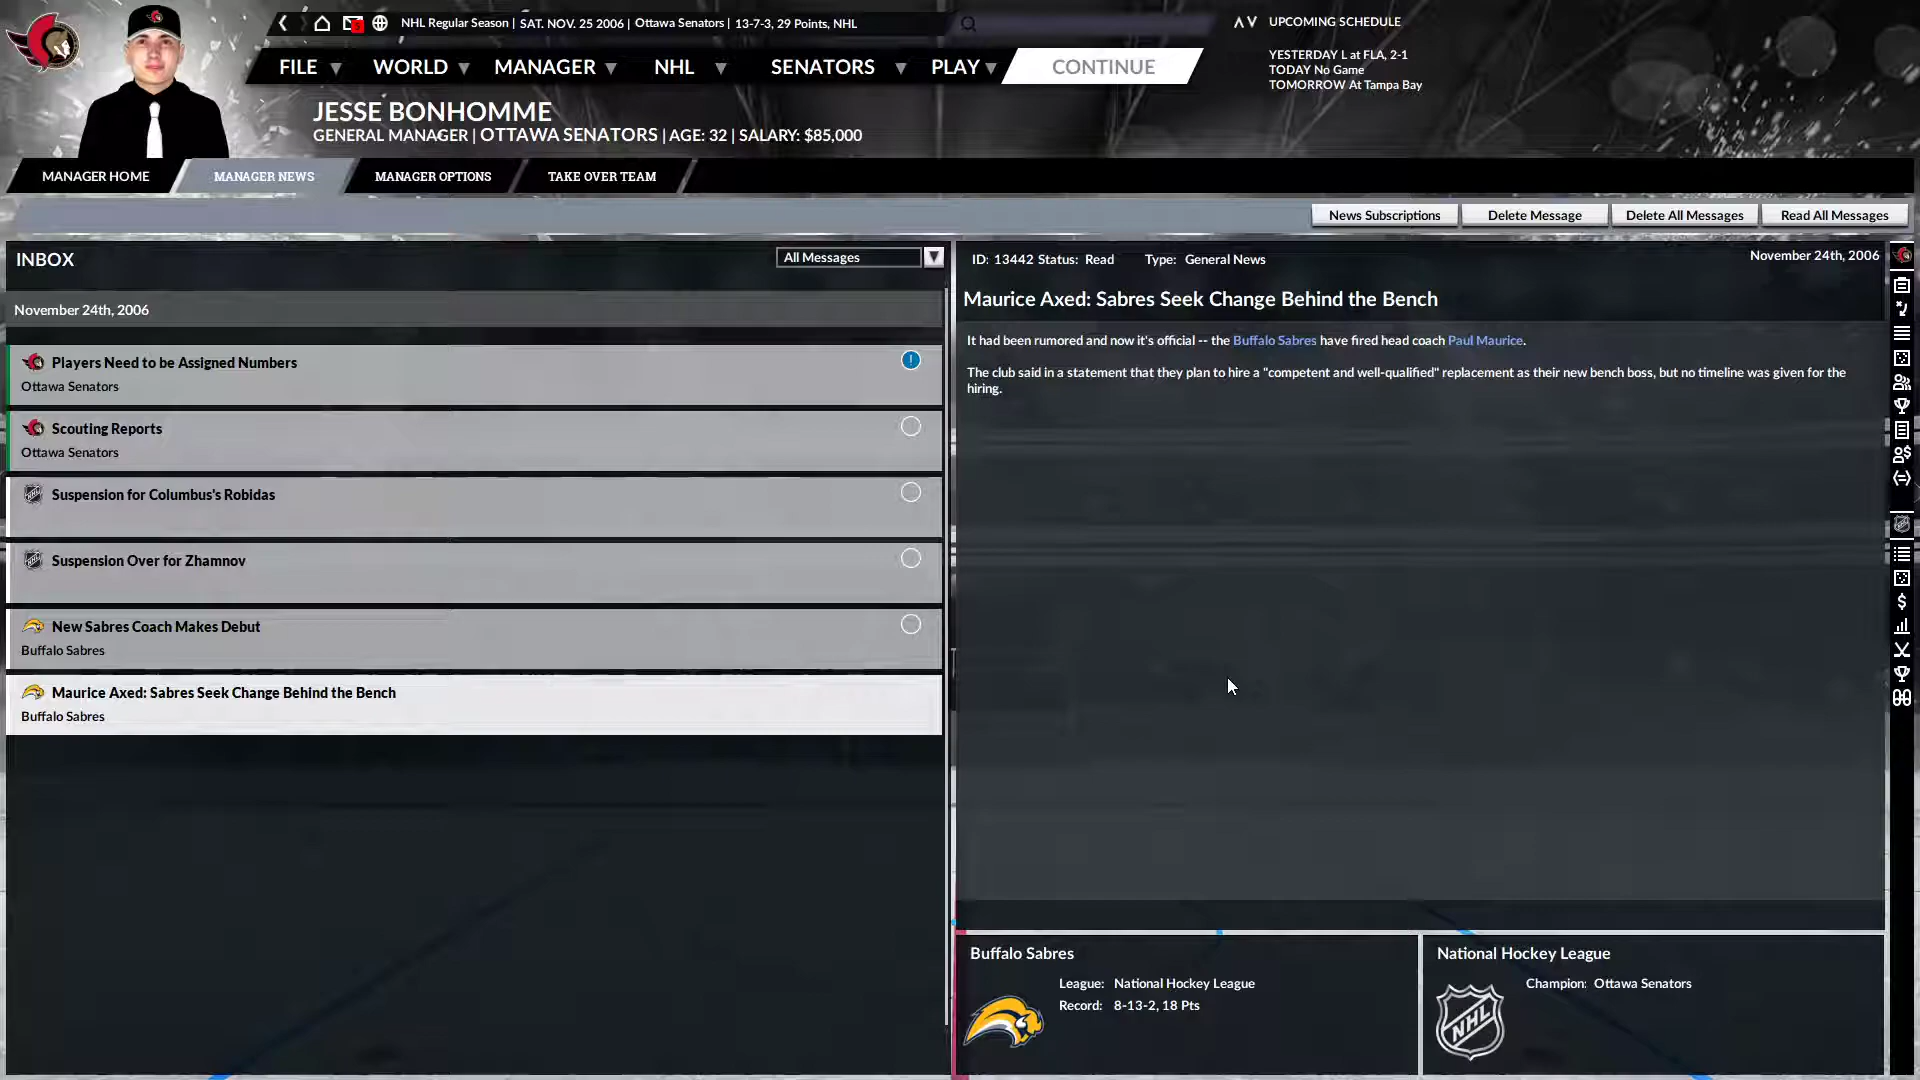 NHL Regular Season | SAT. NOV. 25 2006 | Ottawa Senators | 13-7-3, 29 Points, NHL
UPCOMING SCHEDULE
YESTERDAY L at FLA, 2-1
TODAY No Game
TOMORROW At Tampa Bay
FILE WORLD MANAGER NHL SENATORS PLAY CONTINUE
JESSE BONHOMME
GENERAL MANAGER | OTTAWA SENATORS | AGE: 32 | SALARY: $85,000
MANAGER HOME MANAGER NEWS MANAGER OPTIONS TAKE OVER TEAM
News Subscriptions Delete Message Delete All Messages Read All Messages
INBOX All Messages
November 24th, 2006
Players Need to be Assigned Numbers
Ottawa Senators
Scouting Reports
Ottawa Senators
Suspension for Columbus's Robidas
Suspension Over for Zhamnov
New Sabres Coach Makes Debut
Buffalo Sabres
Maurice Axed: Sabres Seek Change Behind the Bench
Buffalo Sabres
ID: 13442 Status: Read Type: General News November 24th, 2006
Maurice Axed: Sabres Seek Change Behind the Bench
It had been rumored and now it's official -- the Buffalo Sabres have fired head coach Paul Maurice.
The club said in a statement that they plan to hire a "competent and well-qualified" replacement as their new bench boss, but no timeline was given for the
hiring.
Buffalo Sabres
League: National Hockey League
Record: 8-13-2, 18 Pts
National Hockey League
Champion: Ottawa Senators
NHL